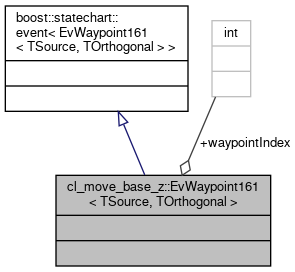 boost::statechart::
event< EvWaypoint161
< TSource, TOrthogonal > >
int
+waypointIndex
cl_move_base_z::EvWaypoint161
< TSource, TOrthogonal >